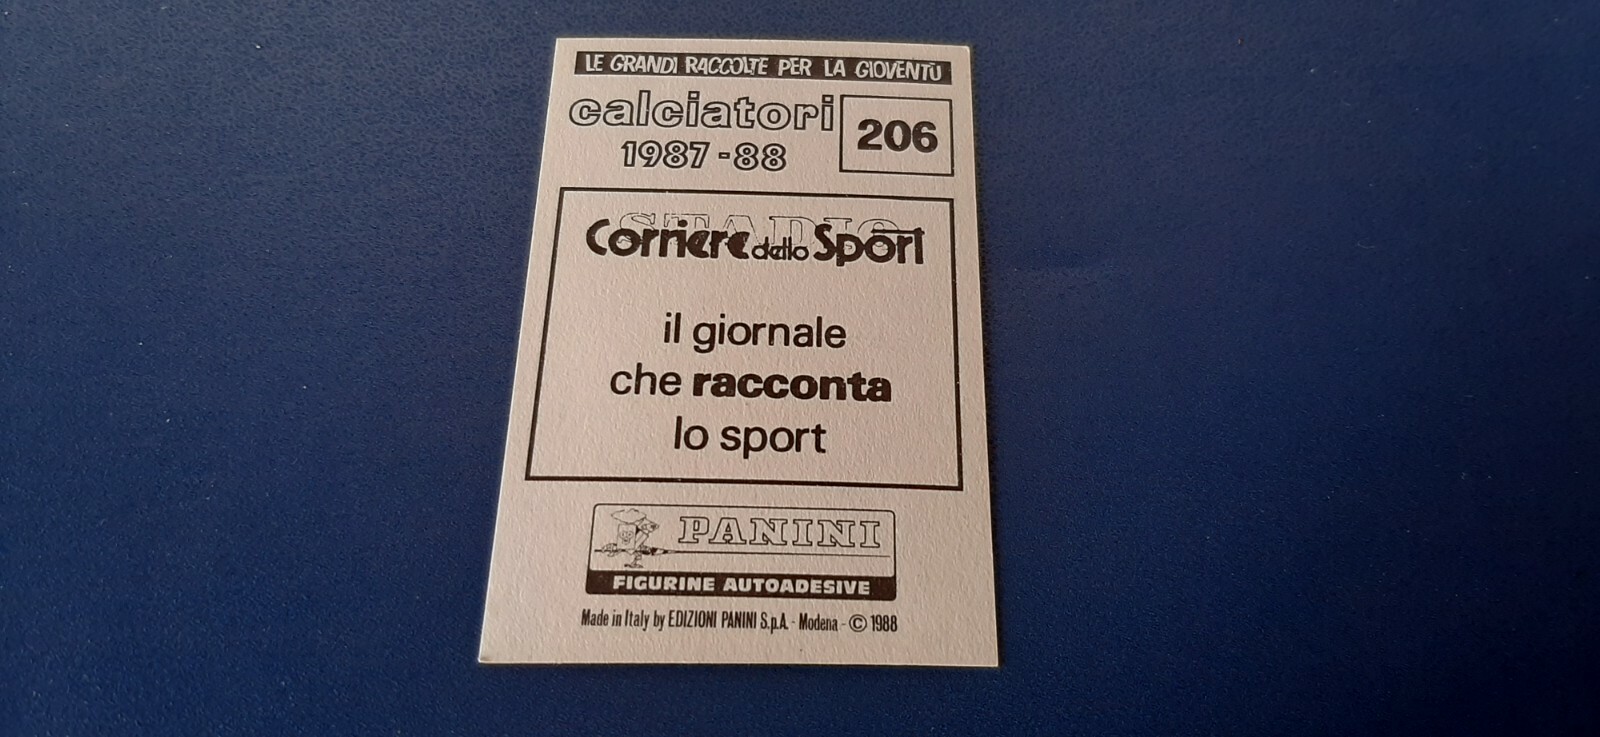 LE GRANDI RACCOLTE PER LA GIOVENTÙ
calciatori
1987-88
206
STADIO
Corriere dello Sport
il giornale
che racconta
lo sport
PANINI
FIGURINE AUTOADESIVE
Made in Italy by EDIZIONI PANINI S.p.A. - Modena - © 1988